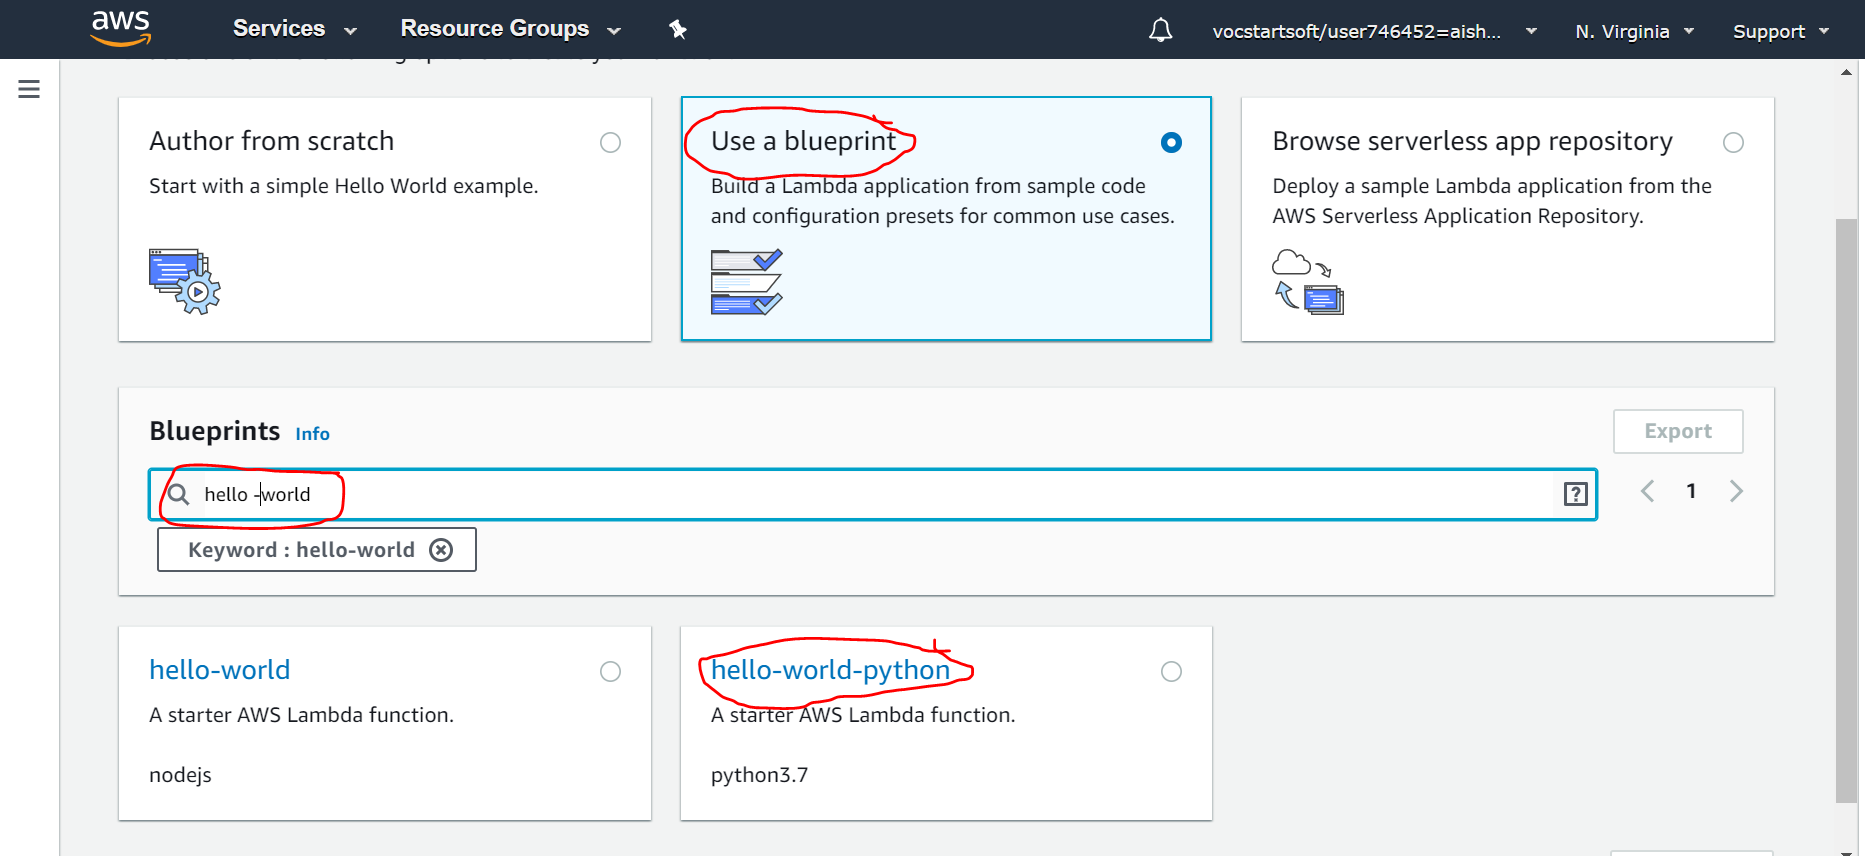 aws Services Resource Groups vocstartsoft/user746452=aish... N. Virginia Support
Author from scratch
Start with a simple Hello World example.
Use a blueprint
Build a Lambda application from sample code
and configuration presets for common use cases.
Browse serverless app repository
Deploy a sample Lambda application from the
AWS Serverless Application Repository.
Blueprints Info
Export
hello -world
?
1
Keyword : hello-world
hello-world
A starter AWS Lambda function.
nodejs
hello-world-python
A starter AWS Lambda function.
python3.7